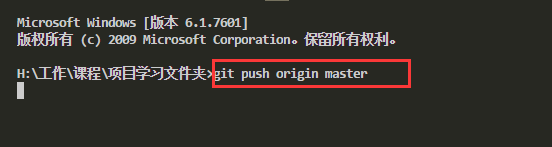 Microsoft Windows [版本 6.1.7601]
版权所有 (c) 2009 Microsoft Corporation。保留所有权利。
H:\工作\课程\项目学习文件夹>git push origin master